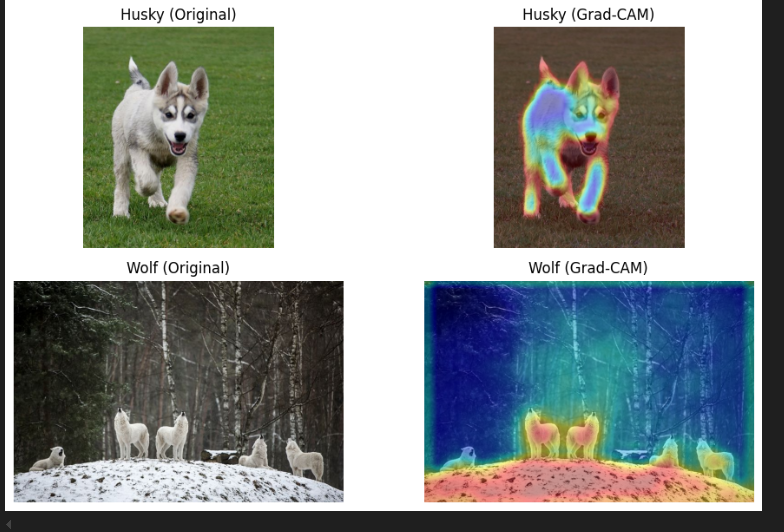 Husky (Original)
Husky (Grad-CAM)
Wolf (Original)
Wolf (Grad-CAM)